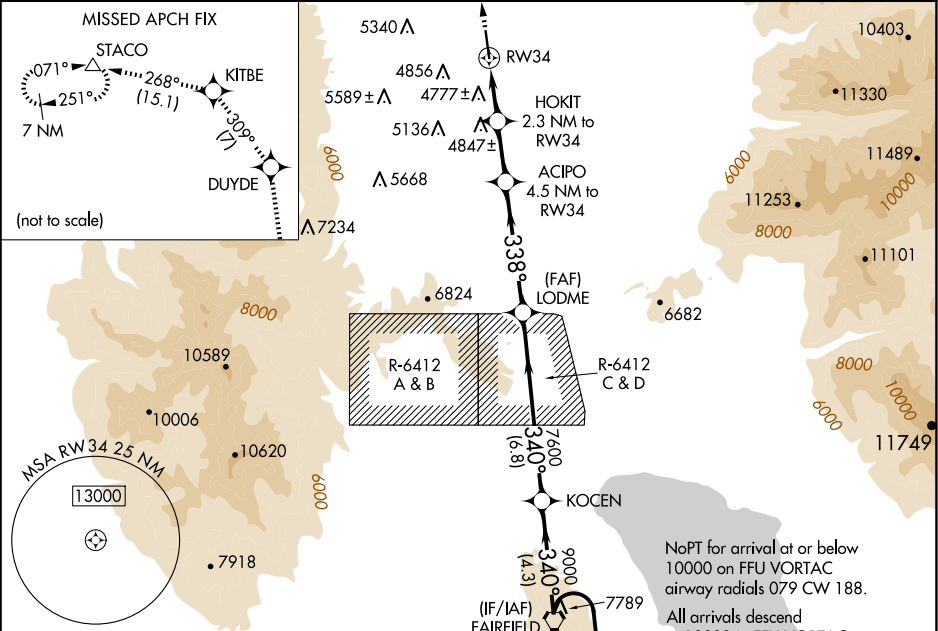 MISSED APCH FIX
STACO
071°
251°
7 NM
268°
(15.1)
KITBE
309°
(7)
DUYDE
(not to scale)
5340
RW34
4856
5589±
4777±
HOKIT
2.3 NM to
RW34
5136
4847±
ACIPO
4.5 NM to
RW34
5668
6000
7234
338°
(FAF)
LODME
6824
6682
8000
10589
R-6412
A & B
R-6412
C & D
10006
10620
6000
MSA RW34 25 NM
13000
7918
340°
7600
(6.8)
KOCEN
340°
9000
(4.3)
(IF/IAF)
FAIRFIELD
7789
10403
11330
6000
11489
10000
11253
8000
11101
8000
10000
6000
11749
NoPT for arrival at or below
10000 on FFU VORTAC
airway radials 079 CW 188.
All arrivals descend